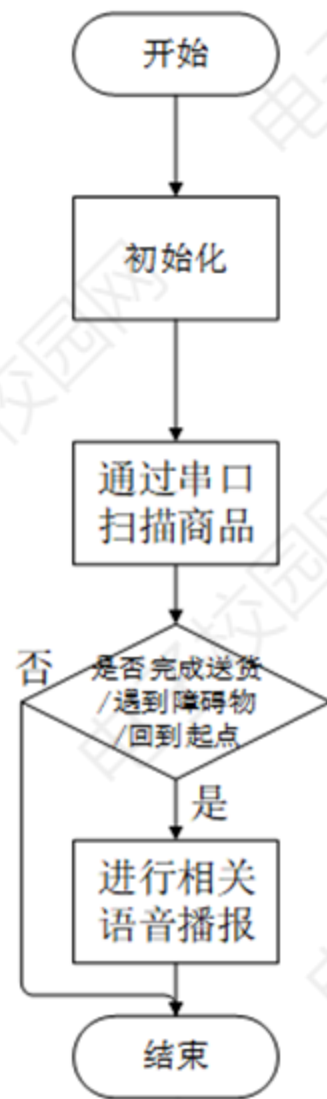 开始
初始化
通过串口
扫描商品
否
是否完成送货
/遇到障碍物
/回到起点
是
进行相关
语音播报
结束